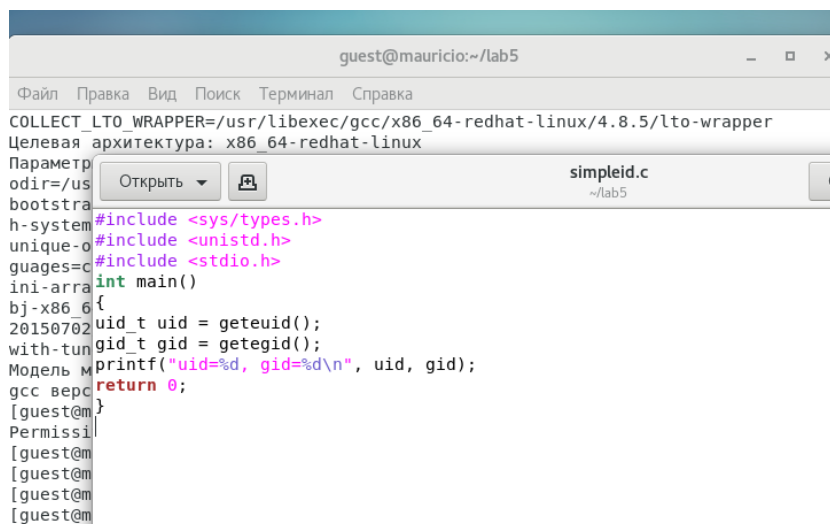 guest@mauricio:~/lab5
Файл Правка Вид Поиск Терминал Справка
COLLECT_LTO_WRAPPER=/usr/libexec/gcc/x86_64-redhat-linux/4.8.5/lto-wrapper
Целевая архитектура: x86_64-redhat-linux
Параметр
odir=/us
bootstra
h-system
unique-o
guages=c
ini-arra
bj-x86_6
20150702
with-tun
Модель м
gcc верс
[guest@m
Permissi
[guest@m
[guest@m
[guest@m
[guest@m
Открыть
simpleid.c
~/lab5
#include <sys/types.h>
#include <unistd.h>
#include <stdio.h>
int main()
{
uid_t uid = geteuid();
gid_t gid = getegid();
printf("uid=%d, gid=%d\n", uid, gid);
return 0;
}